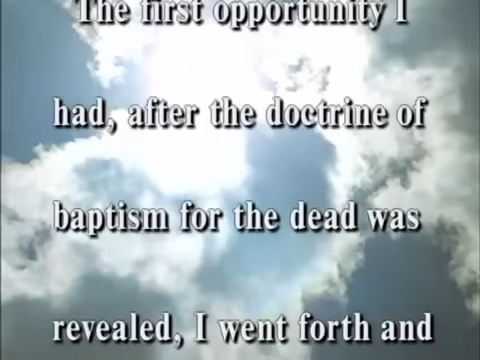 The first opportunity I
had, after the doctrine of
baptism for the dead was
revealed, I went forth and